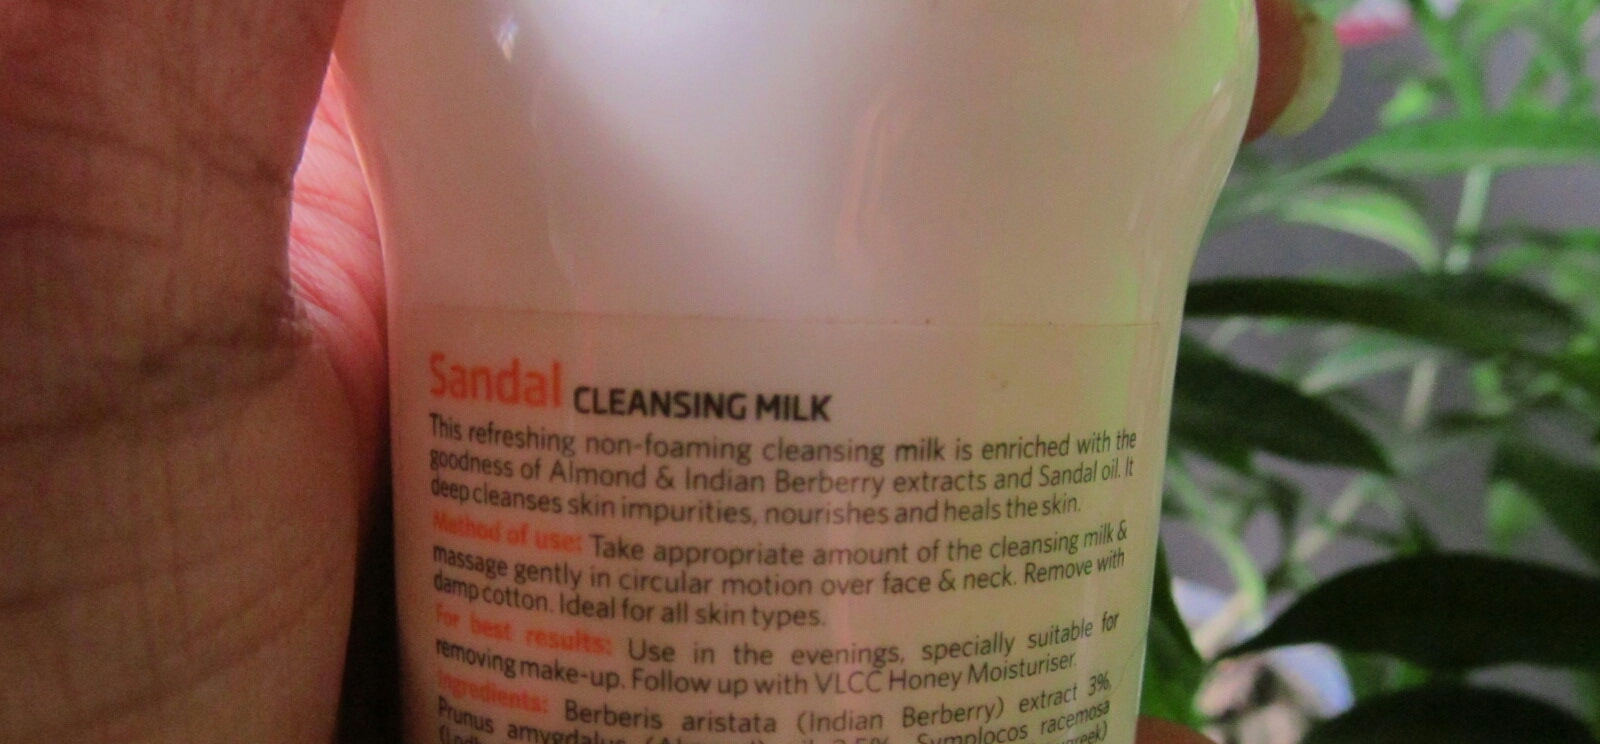 Sandal CLEANSING MILK
This refreshing non-foaming cleansing milk is enriched with the
goodness of Almond & Indian Berberry extracts and Sandal oil. It
deep cleanses skin impurities, nourishes and heals the skin.
Method of use: Take appropriate amount of the cleansing milk &
massage gently in circular motion over face & neck. Remove with
damp cotton. Ideal for all skin types.
For best results: Use in the evenings, specially suitable for
removing make-up. Follow up with VLCC Honey Moisturiser.
Ingredients: Berberis aristata (Indian Berberry) extract 3%,
Prunus amygdalus Symplocos racemosa